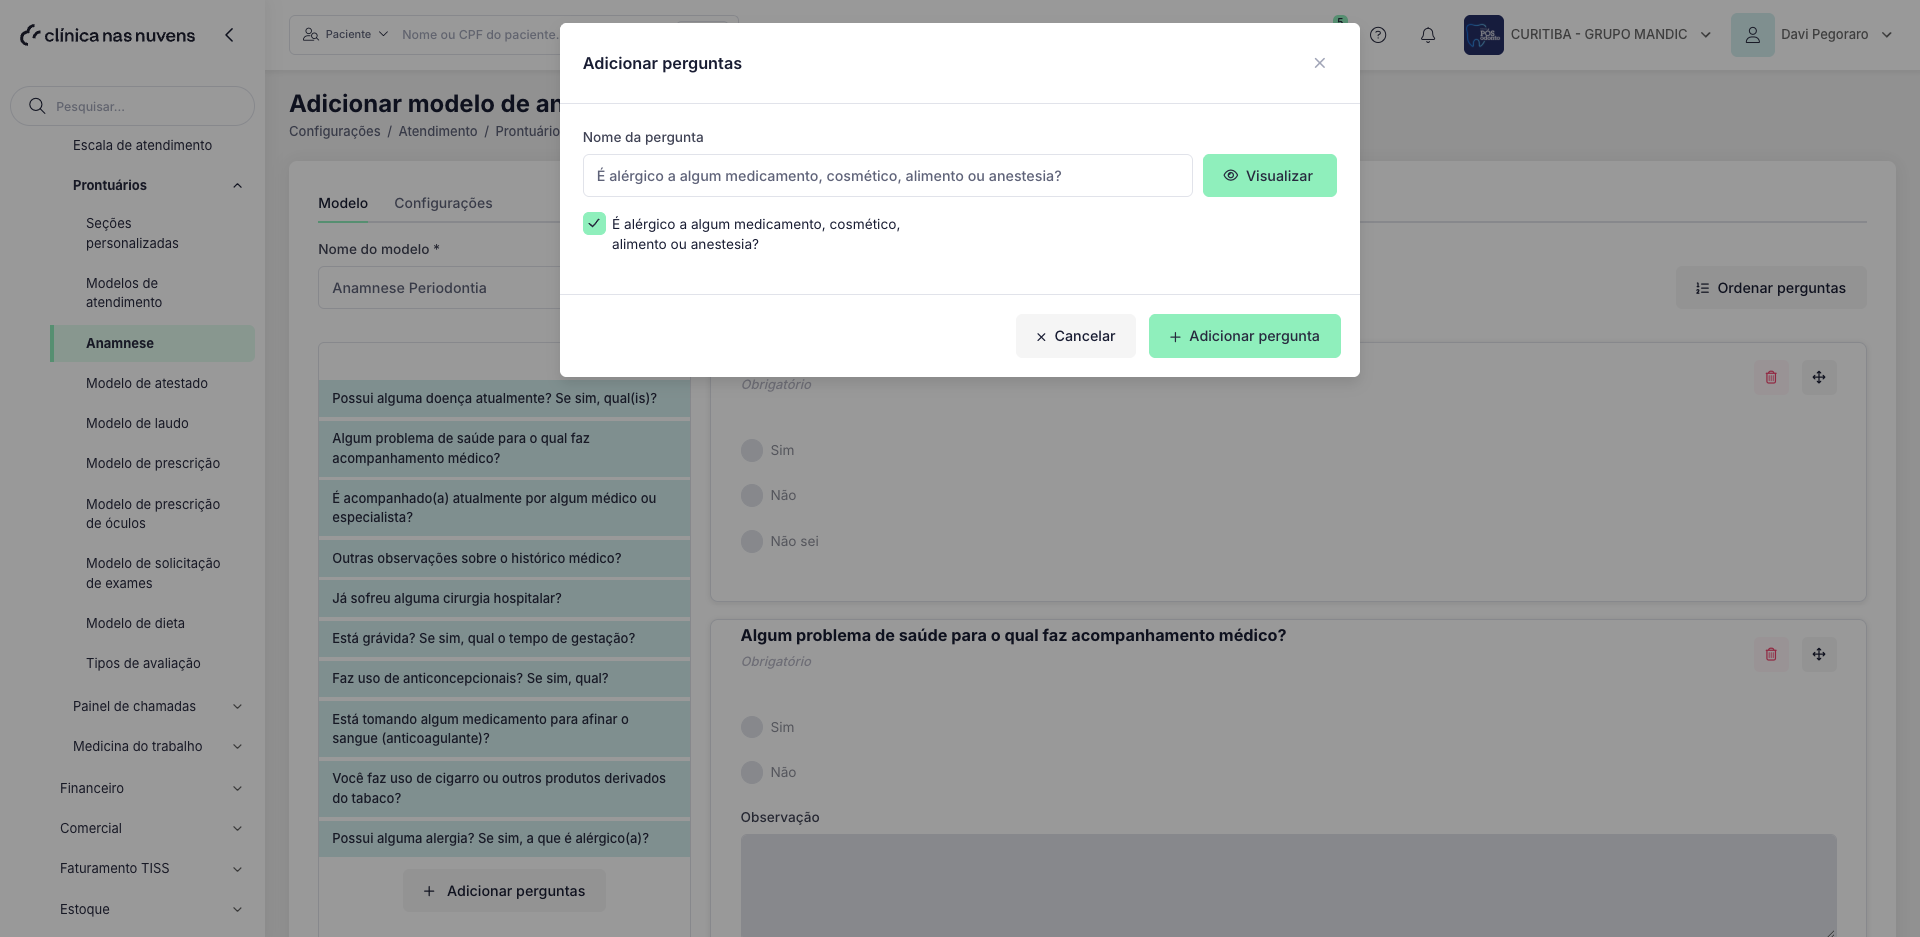 clínica nas nuvens
Paciente
Nome ou CPF do paciente.
5
PÓS
CURITIBA - GRUPO MANDIC
Davi Pegoraro
Pesquisar...
Escala de atendimento
Prontuários
Seções
personalizadas
Modelos de
atendimento
Anamnese
Modelo de atestado
Modelo de laudo
Modelo de prescrição
Modelo de prescrição
de óculos
Modelo de solicitação
de exames
Modelo de dieta
Tipos de avaliação
Painel de chamadas
Medicina do trabalho
Financeiro
Comercial
Faturamento TISS
Estoque
Adicionar modelo de an
Configurações / Atendimento / Prontuário
Modelo
Configurações
Nome do modelo *
Anamnese Periodontia
Ordenar perguntas
Adicionar perguntas
Nome da pergunta
É alérgico a algum medicamento, cosmético, alimento ou anestesia?
Visualizar
É alérgico a algum medicamento, cosmético,
alimento ou anestesia?
Cancelar
Adicionar pergunta
Possui alguma doença atualmente? Se sim, qual(is)?
Algum problema de saúde para o qual faz
acompanhamento médico?
É acompanhado(a) atualmente por algum médico ou
especialista?
Outras observações sobre o histórico médico?
Já sofreu alguma cirurgia hospitalar?
Está grávida? Se sim, qual o tempo de gestação?
Faz uso de anticoncepcionais? Se sim, qual?
Está tomando algum medicamento para afinar o
sangue (anticoagulante)?
Você faz uso de cigarro ou outros produtos derivados
do tabaco?
Possui alguma alergia? Se sim, a que é alérgico(a)?
Adicionar perguntas
Obrigatório
Sim
Não
Não sei
Algum problema de saúde para o qual faz acompanhamento médico?
Obrigatório
Sim
Não
Observação